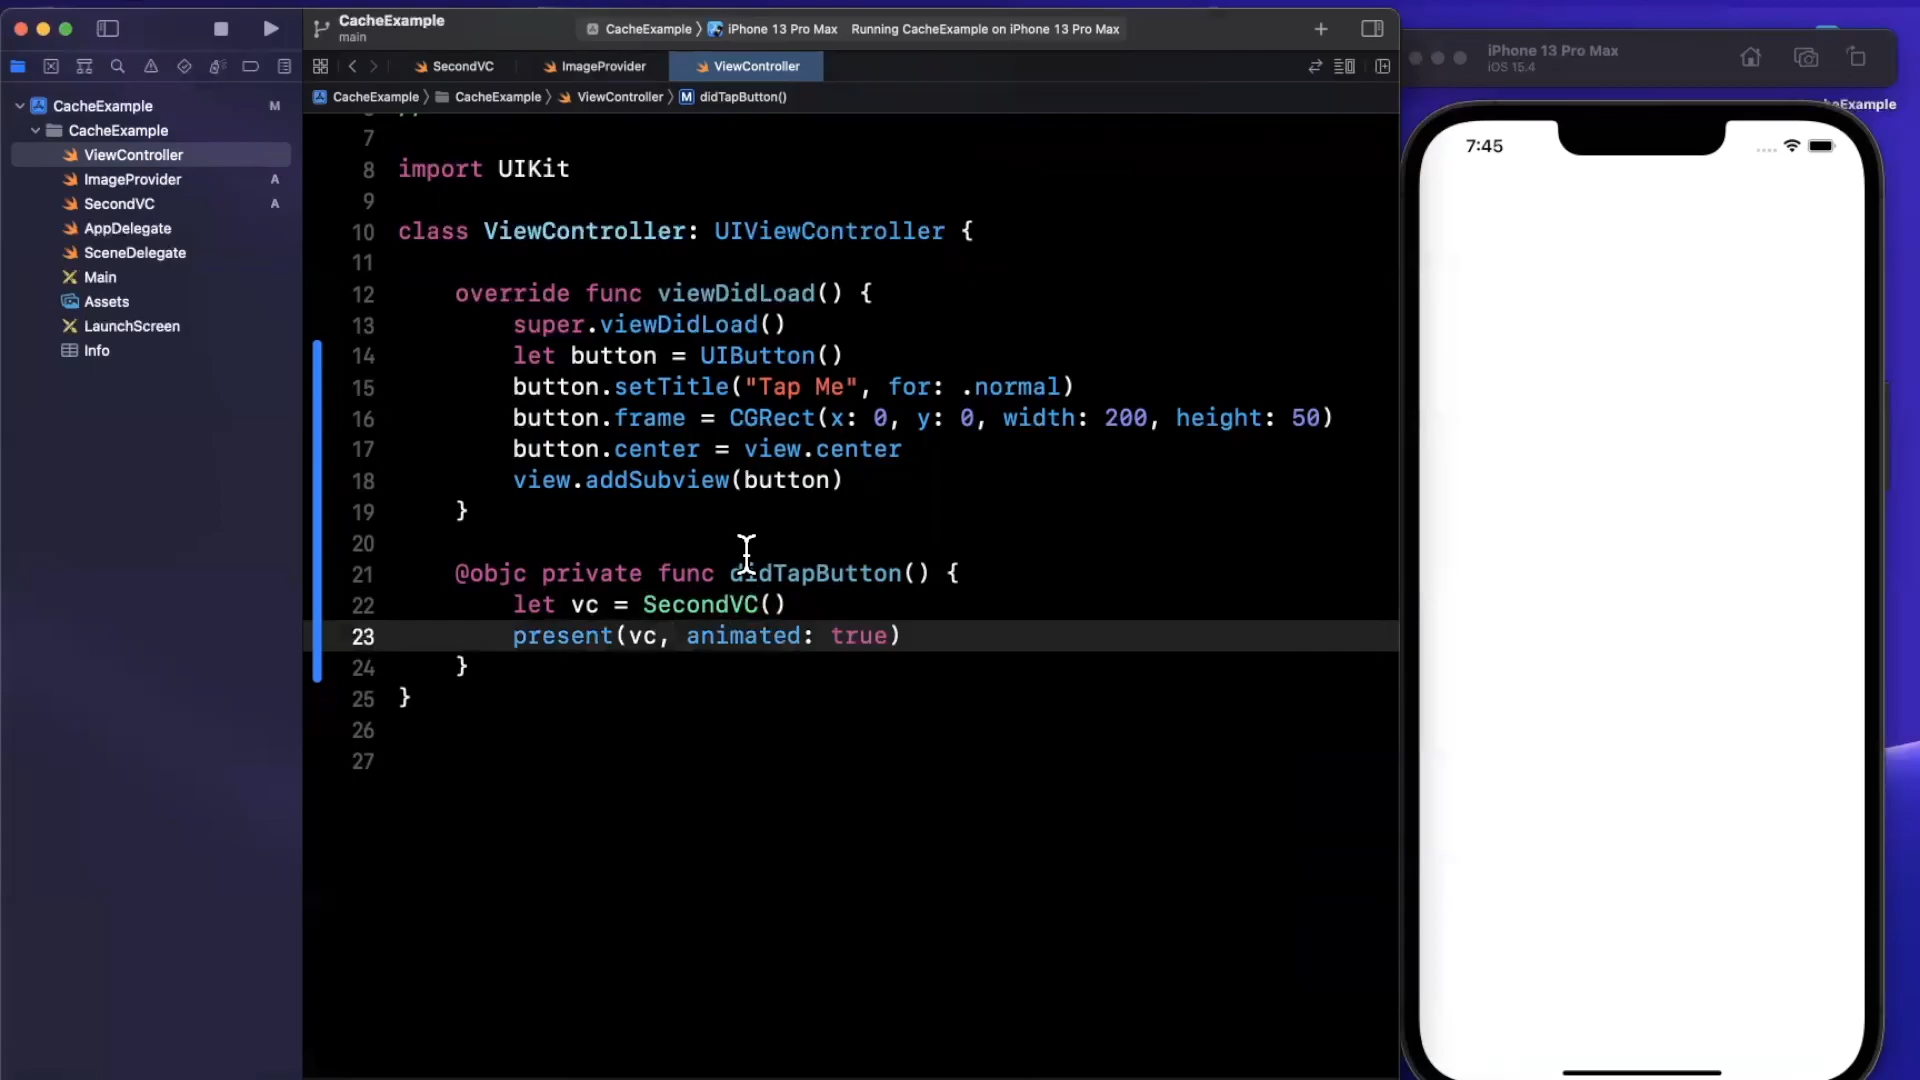 CacheExample
main
CacheExample
iPhone 13 Pro Max
Running CacheExample on iPhone 13 Pro Max
SecondVC
ImageProvider
ViewController
CacheExample
CacheExample
ViewController
M
didTapButton()
CacheExample
M
CacheExample
ViewController
ImageProvider
A
SecondVC
A
AppDelegate
SceneDelegate
Main
Assets
LaunchScreen
Info
7
8 import UIKit
9
10 class ViewController: UIViewController {
11
12 override func viewDidLoad() {
13 super.viewDidLoad()
14 let button = UIButton()
15 button.setTitle("Tap Me", for: .normal)
16 button.frame = CGRect(x: 0, y: 0, width: 200, height: 50)
17 button.center = view.center
18 view.addSubview(button)
19 }
20
21 @objc private func didTapButton() {
22 let vc = SecondVC()
23 present(vc, animated: true)
24 }
25 }
26
27
iPhone 13 Pro Max
iOS 15.4
7:45